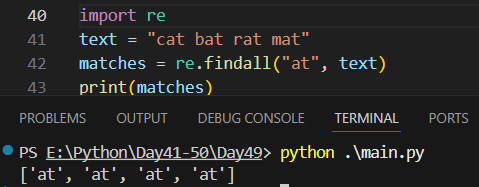 40 import re
41 text = "cat bat rat mat"
42 matches = re.findall("at", text)
43 print(matches)
PROBLEMS OUTPUT DEBUG CONSOLE TERMINAL PORTS
PS E:\Python\Day41-50\Day49> python .\main.py
['at', 'at', 'at', 'at']